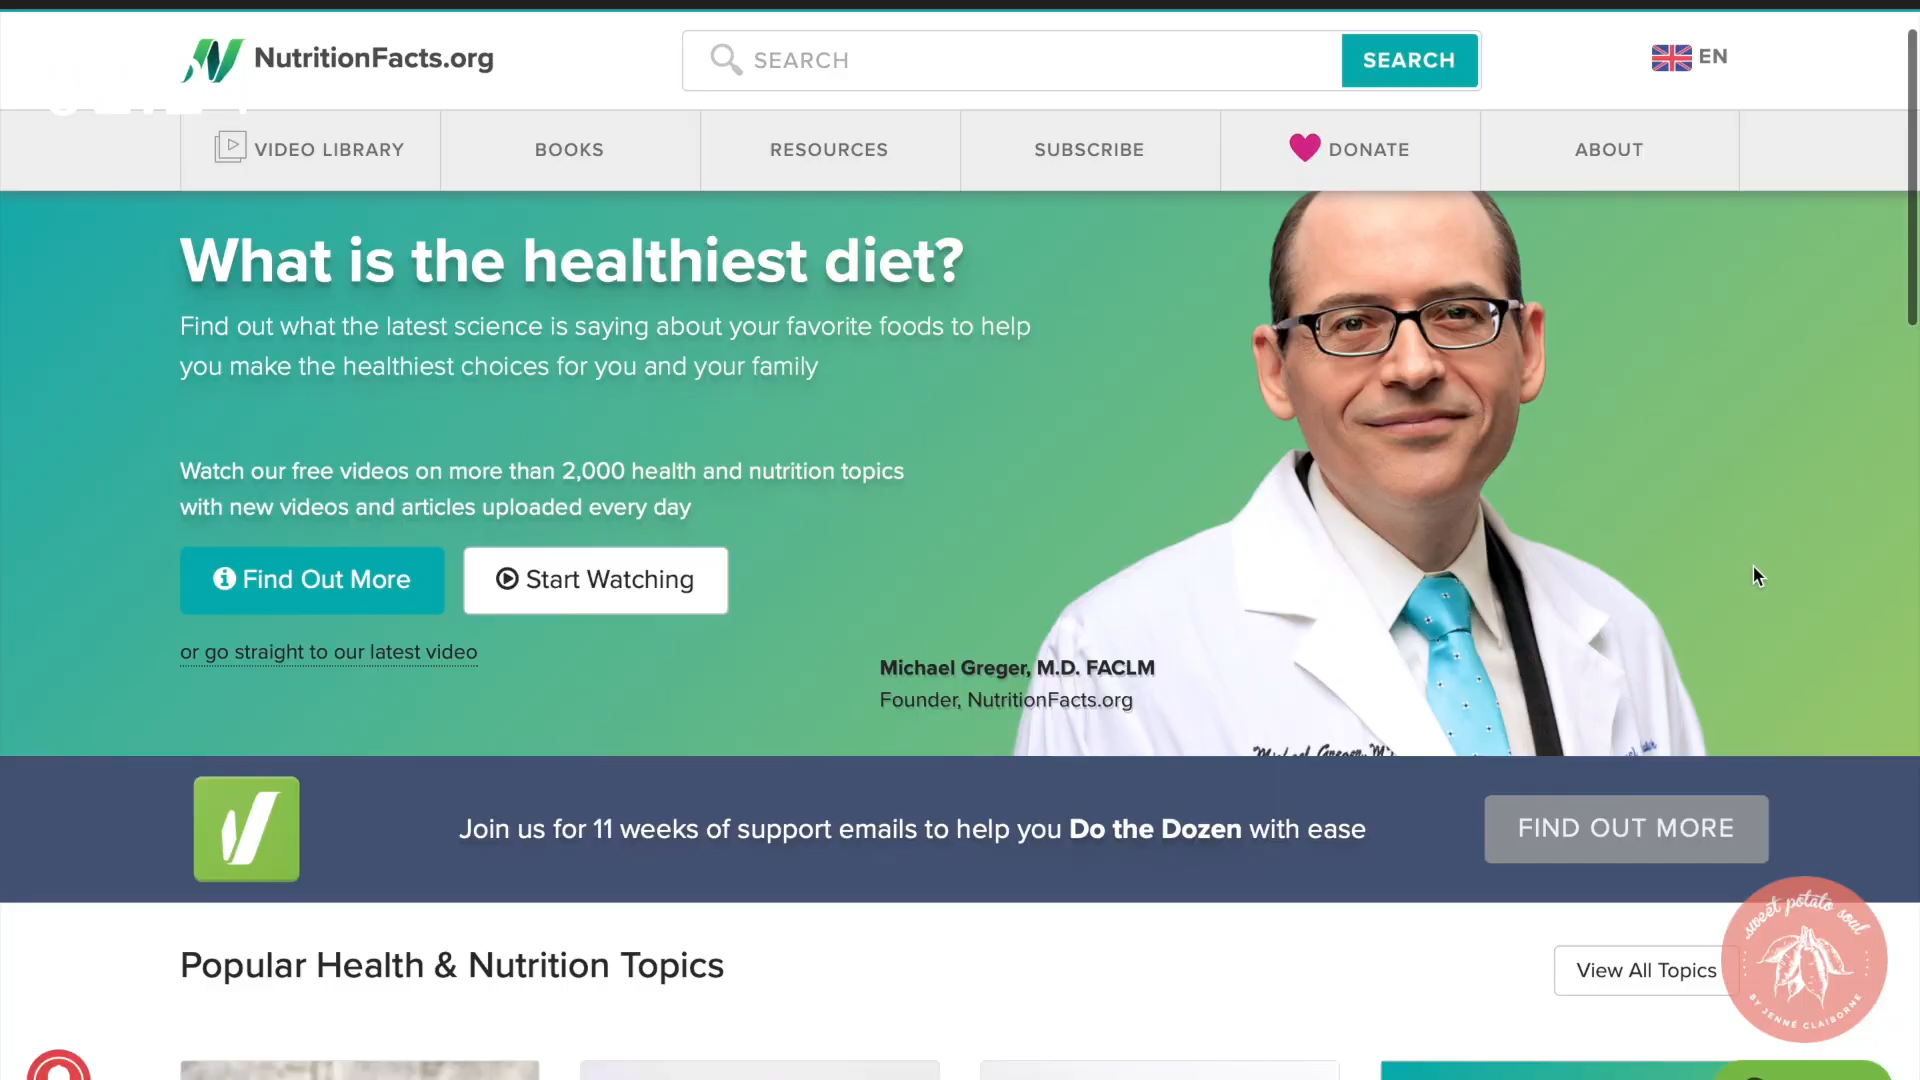 NutritionFacts.org
SEARCH
SEARCH
EN
VIDEO LIBRARY
BOOKS
RESOURCES
SUBSCRIBE
DONATE
ABOUT
What is the healthiest diet?
Find out what the latest science is saying about your favorite foods to help
you make the healthiest choices for you and your family
Watch our free videos on more than 2,000 health and nutrition topics
with new videos and articles uploaded every day
Find Out More
Start Watching
or go straight to our latest video
Michael Greger, M.D. FACLM
Founder, NutritionFacts.org
Michael Greger, M.D.
Join us for 11 weeks of support emails to help you Do the Dozen with ease
FIND OUT MORE
Popular Health & Nutrition Topics
View All Topics
sweet potato soul
BY JENNÉ CLAIBORNE